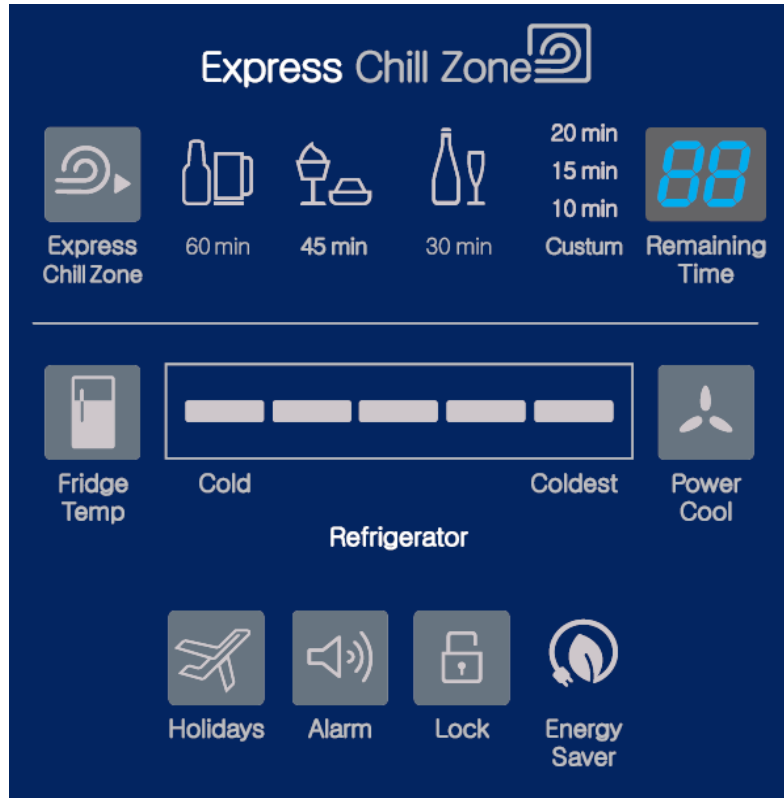 Express Chill Zone
20 min
15 min
10 min
88
Express
Chill Zone
60 min
45 min
30 min
Custum
Remaining
Time
Fridge
Temp
Cold
Coldest
Power
Cool
Refrigerator
Holidays
Alarm
Lock
Energy
Saver